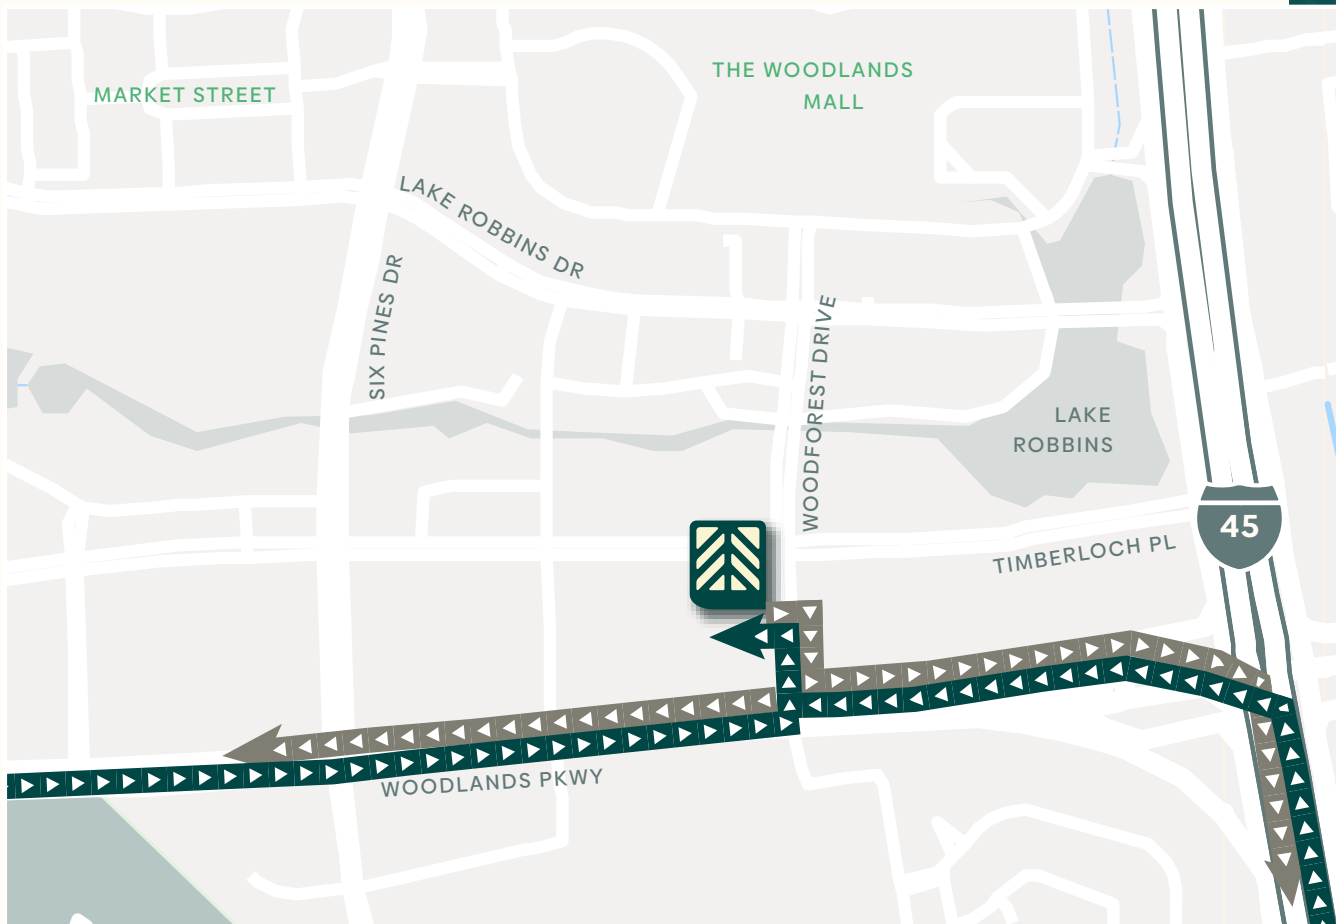 THE WOODLANDS
MALL
MARKET STREET
LAKE ROBBINS DR
SIX PINES DR
WOODFOREST DRIVE
LAKE
ROBBINS
45
TIMBERLOCH PL
WOODLANDS PKWY